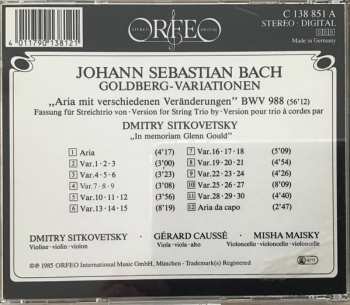 ORFEO
C 138 851 A
STEREO · DIGITAL
Made in Germany
4 011790 138121
JOHANN SEBASTIAN BACH
GOLDBERG-VARIATIONEN
„Aria mit verschiedenen Veränderungen" BWV 988 (56'12)
Fassung für Streichtrio von · Version for String Trio by · Version pour trio à cordes par
DMITRY SITKOVETSKY
„In memoriam Glenn Gould"
1 Aria (3'17)
2 Var. 1 · 2 · 3 (3'00)
3 Var. 4 · 5 · 6 (3'23)
4 Var. 7 · 8 · 9 (3'08)
5 Var. 10 · 11 · 12 (3'56)
6 Var. 13 · 14 · 15 (8'19)
7 Var. 16 · 17 · 18 (5'09)
8 Var. 19 · 20 · 21 (4'54)
9 Var. 22 · 23 · 24 (4'26)
10 Var. 25 · 26 · 27 (8'09)
11 Var. 28 · 29 · 30 (5'13)
12 Aria da capo (2'47)
DMITRY SITKOVETSKY · GÉRARD CAUSSÉ · MISHA MAISKY
Violine · violin · violon Viola · viola · alto Violoncello · violoncello · violoncelle
℗ 1985 ORFEO International Music GmbH, München · Trademark(s) Registered